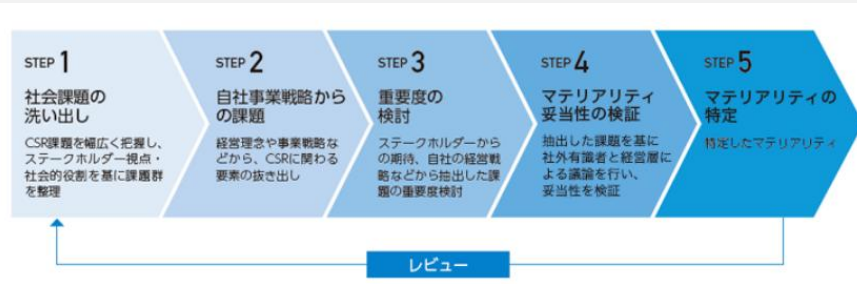 STEP 1
社会課題の
洗い出し
CSR課題を幅広く把握し、
ステークホルダー視点・
社会的役割を基に課題群
を整理
STEP 2
自社事業戦略から
の課題
経営理念や事業戦略な
どから、CSRに関わる
要素の抜き出し
STEP 3
重要度の
検討
ステークホルダーから
の期待、自社の経営戦
略などから抽出した課
題の重要度検討
STEP 4
マテリアリティ
妥当性の検証
抽出した課題を基に
社外有識者と経営層に
よる議論を行い、
妥当性を検証
STEP 5
マテリアリティの
特定
特定したマテリアリティ
レビュー